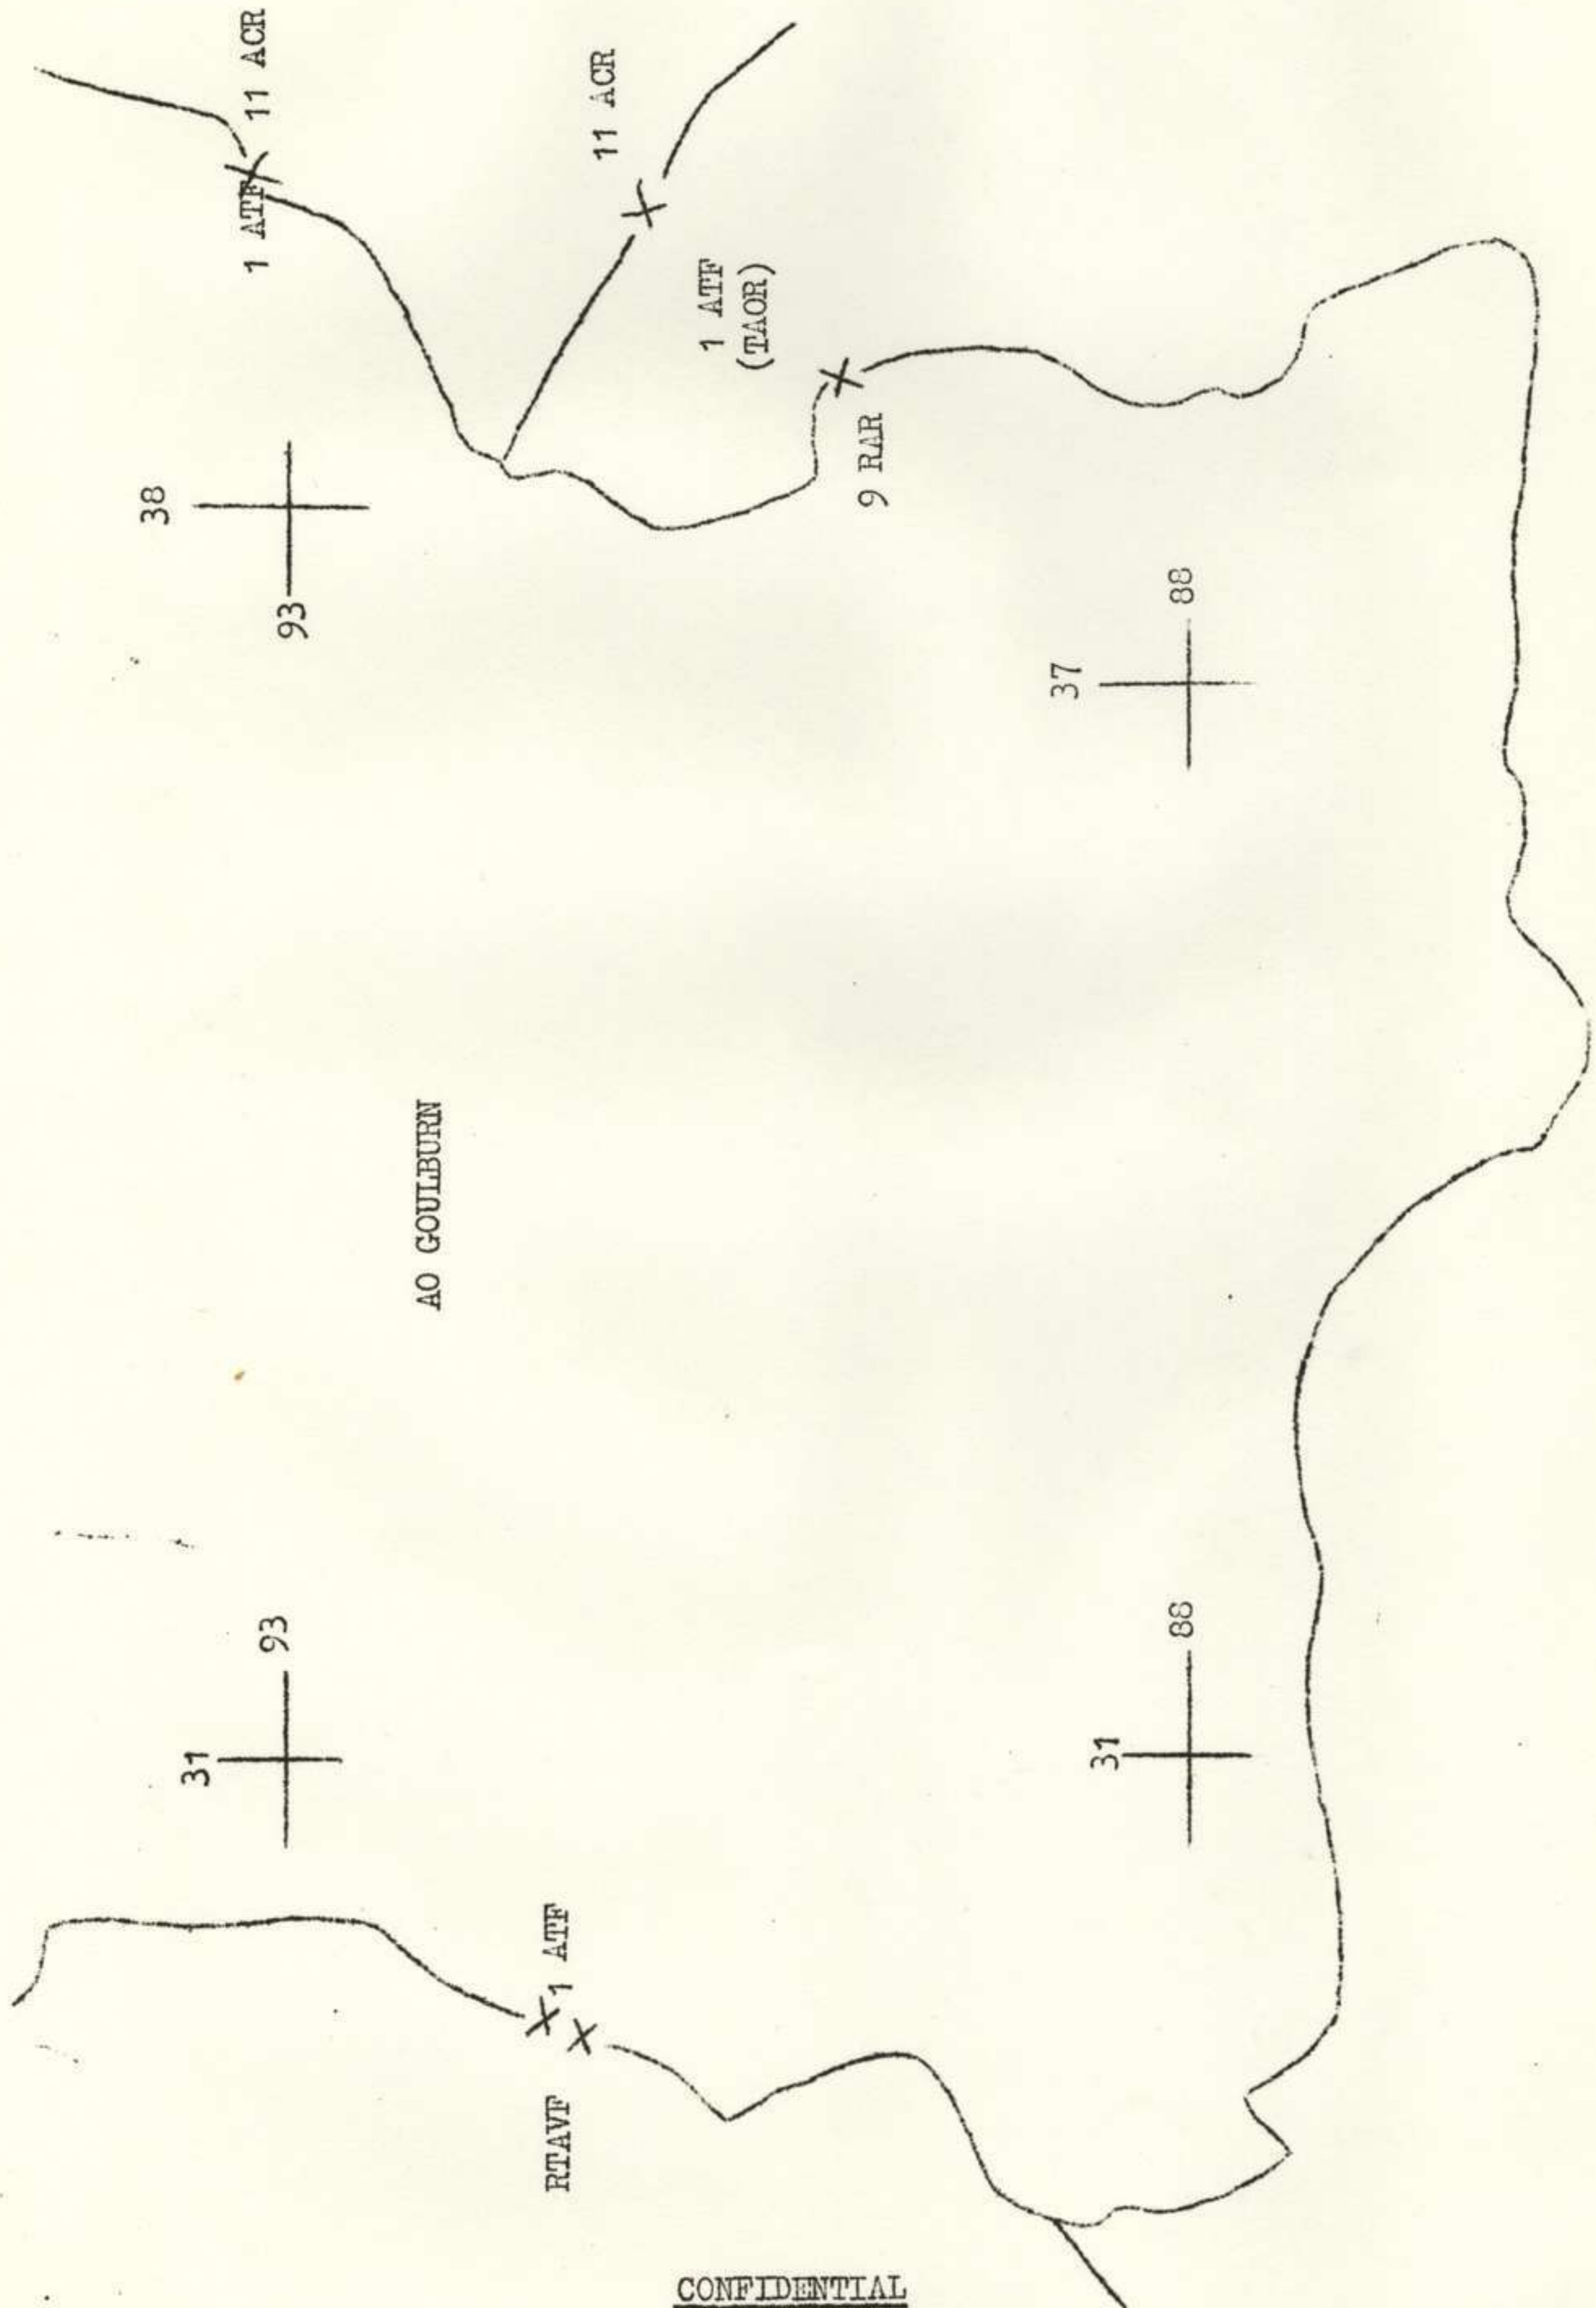 11 ACR
1 ATF
11 ACR
1 ATF
(TAOR)
9 RAR
38
93
37
88
AO GOULBURN
31
93
31
88
1 ATF
RTAVF
CONFIDENTIAL